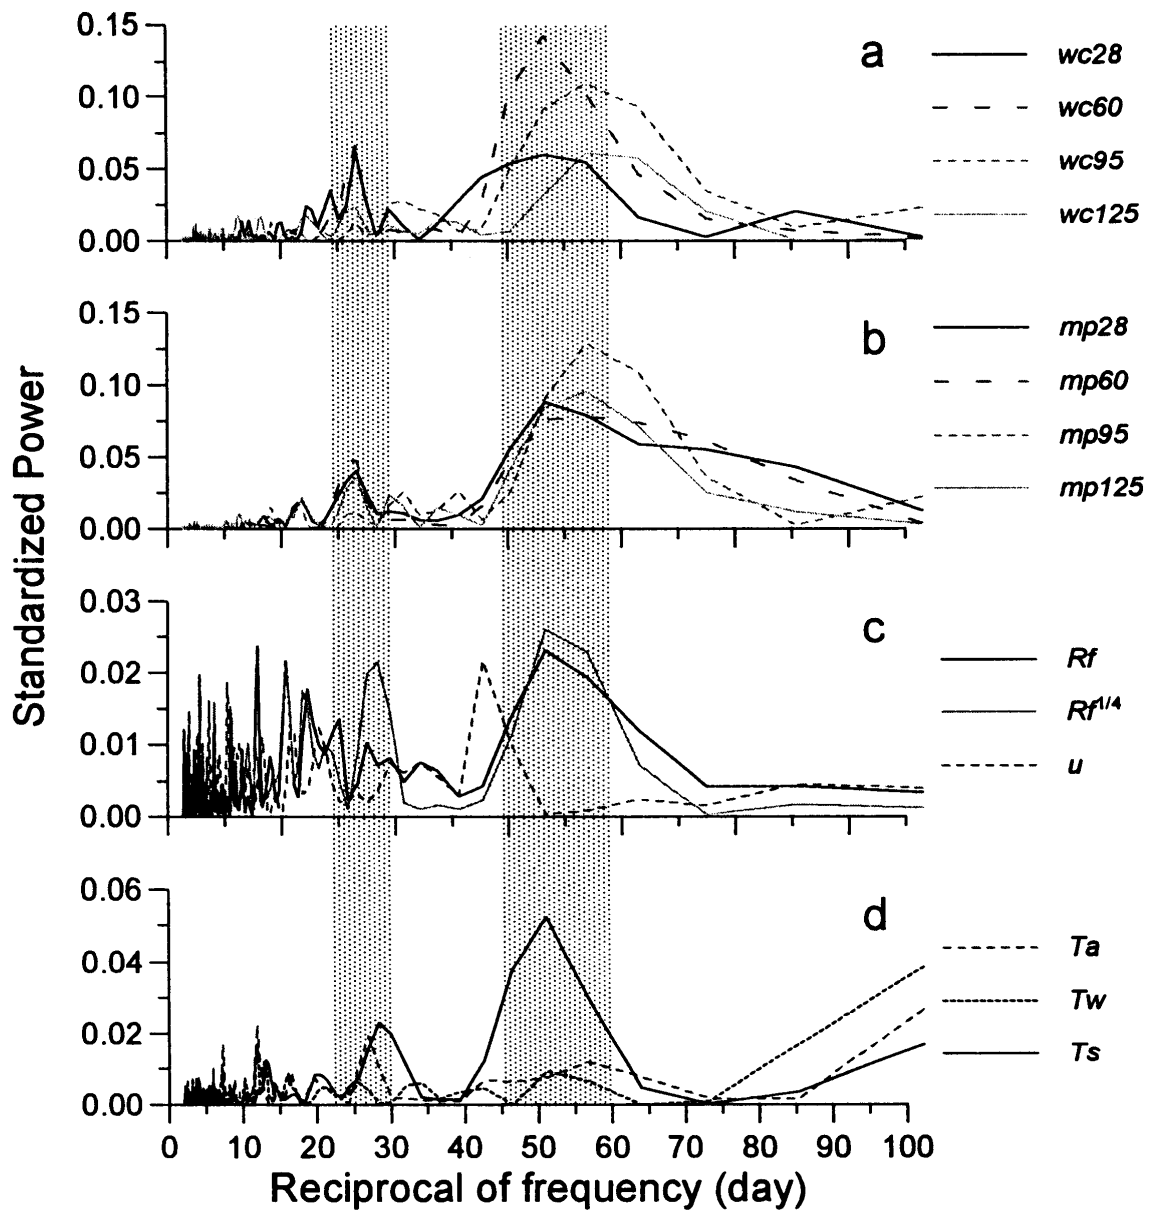 0.15
0.10
0.05
0.00
a
wc28
wc60
wc95
wc125
0.15
0.10
0.05
0.00
b
mp28
mp60
mp95
mp125
Standardized Power
0.03
0.02
0.01
0.00
c
Rf
Rf1/4
u
0.06
0.04
0.02
0.00
d
Ta
Tw
Ts
0 10 20 30 40 50 60 70 80 90 100
Reciprocal of frequency (day)